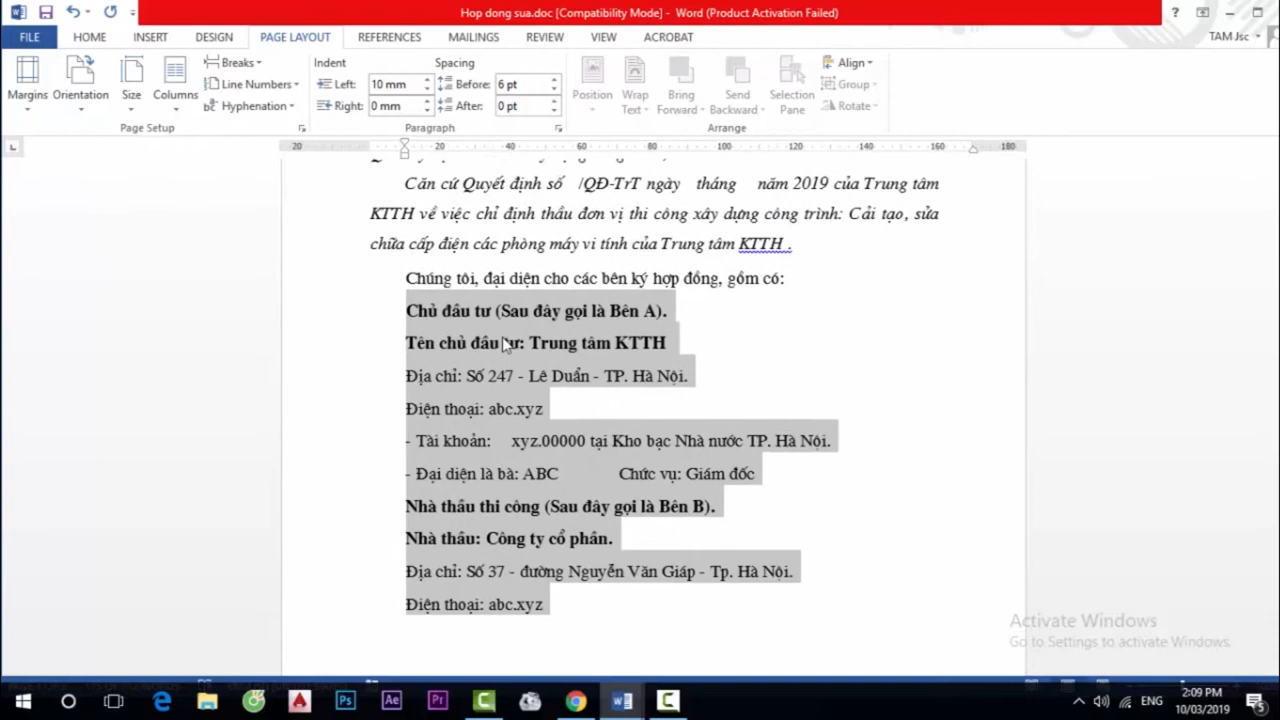 Hop dong sua.doc [Compatibility Mode] - Word (Product Activation Failed)
FILE HOME INSERT DESIGN PAGE LAYOUT REFERENCES MAILINGS REVIEW VIEW ACROBAT TAM Jsc
Margins Orientation Size Columns
Breaks
Line Numbers
Hyphenation
Page Setup
Indent Spacing
Left: 10 mm Before: 6 pt
Right: 0 mm After: 0 pt
Paragraph
Position Wrap Text Bring Forward Send Backward Selection Pane
Align
Group
Rotate
Arrange
20 20 40 60 80 100 120 140 160 180
Căn cứ Quyết định số /QĐ-TrT ngày tháng năm 2019 của Trung tâm
KTTH về việc chỉ định thầu đơn vị thi công xây dựng công trình: Cải tạo, sửa
chữa cấp điện các phòng máy vi tính của Trung tâm KTTH .
Chúng tôi, đại diện cho các bên ký hợp đồng, gồm có:
Chủ đầu tư (Sau đây gọi là Bên A).
Tên chủ đầu tư: Trung tâm KTTH
Địa chỉ: Số 247 - Lê Duẩn - TP. Hà Nội.
Điện thoại: abc.xyz
- Tài khoản: xyz.00000 tại Kho bạc Nhà nước TP. Hà Nội.
- Đại diện là bà: ABC Chức vụ: Giám đốc
Nhà thầu thi công (Sau đây gọi là Bên B).
Nhà thầu: Công ty cổ phần.
Địa chỉ: Số 37 - đường Nguyễn Văn Giáp - Tp. Hà Nội.
Điện thoại: abc.xyz
Activate Windows
Go to Settings to activate Windows.
ENG
2:09 PM
10/03/2019
5